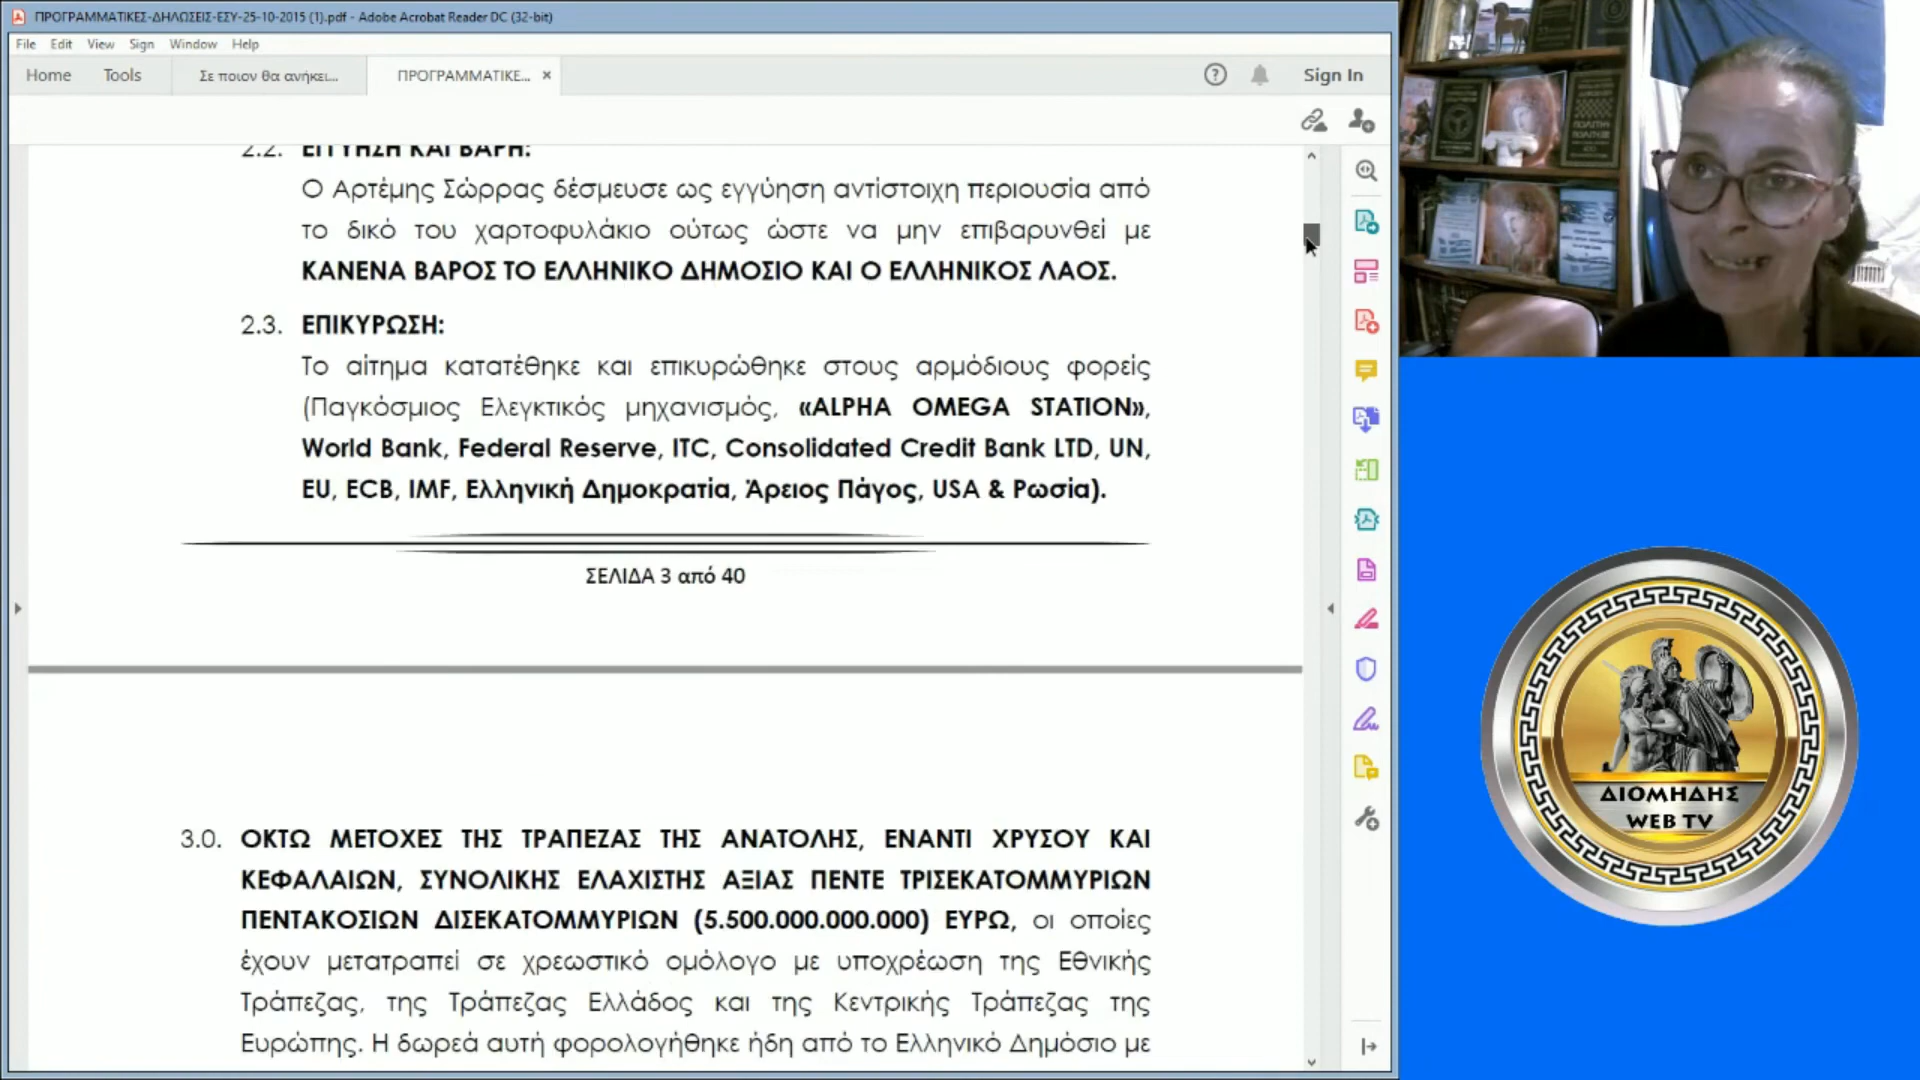 ΠΡΟΓΡΑΜΜΑΤΙΚΕΣ-ΔΗΛΩΣΕΙΣ-ΕΣΥ-25-10-2015 (1).pdf - Adobe Acrobat Reader DC (32-bit)
File Edit View Sign Window Help
Home Tools Σε ποιον θα ανήκει... ΠΡΟΓΡΑΜΜΑΤΙΚΕ... × Sign In
2.2. ΕΓΓΥΗΣΗ ΚΑΙ ΒΑΡΗ:
Ο Αρτέμης Σώρρας δέσμευσε ως εγγύηση αντίστοιχη περιουσία από
το δικό του χαρτοφυλάκιο ούτως ώστε να μην επιβαρυνθεί με
ΚΑΝΕΝΑ ΒΑΡΟΣ ΤΟ ΕΛΛΗΝΙΚΟ ΔΗΜΟΣΙΟ ΚΑΙ Ο ΕΛΛΗΝΙΚΟΣ ΛΑΟΣ.
2.3. ΕΠΙΚΥΡΩΣΗ:
Το αίτημα κατατέθηκε και επικυρώθηκε στους αρμόδιους φορείς
(Παγκόσμιος Ελεγκτικός μηχανισμός, «ALPHA OMEGA STATION»,
World Bank, Federal Reserve, ITC, Consolidated Credit Bank LTD, UN,
EU, ECB, IMF, Ελληνική Δημοκρατία, Άρειος Πάγος, USA & Ρωσία).
ΣΕΛΙΔΑ 3 από 40
3.0. ΟΚΤΩ ΜΕΤΟΧΕΣ ΤΗΣ ΤΡΑΠΕΖΑΣ ΤΗΣ ΑΝΑΤΟΛΗΣ, ΕΝΑΝΤΙ ΧΡΥΣΟΥ ΚΑΙ
ΚΕΦΑΛΑΙΩΝ, ΣΥΝΟΛΙΚΗΣ ΕΛΑΧΙΣΤΗΣ ΑΞΙΑΣ ΠΕΝΤΕ ΤΡΙΣΕΚΑΤΟΜΜΥΡΙΩΝ
ΠΕΝΤΑΚΟΣΙΩΝ ΔΙΣΕΚΑΤΟΜΜΥΡΙΩΝ (5.500.000.000.000) ΕΥΡΩ, οι οποίες
έχουν μετατραπεί σε χρεωστικό ομόλογο με υποχρέωση της Εθνικής
Τράπεζας, της Τράπεζας Ελλάδος και της Κεντρικής Τράπεζας της
Ευρώπης. Η δωρεά αυτή φορολογήθηκε ήδη από το Ελληνικό Δημόσιο με
ΔΙΟΜΗΔΗΣ
WEB TV